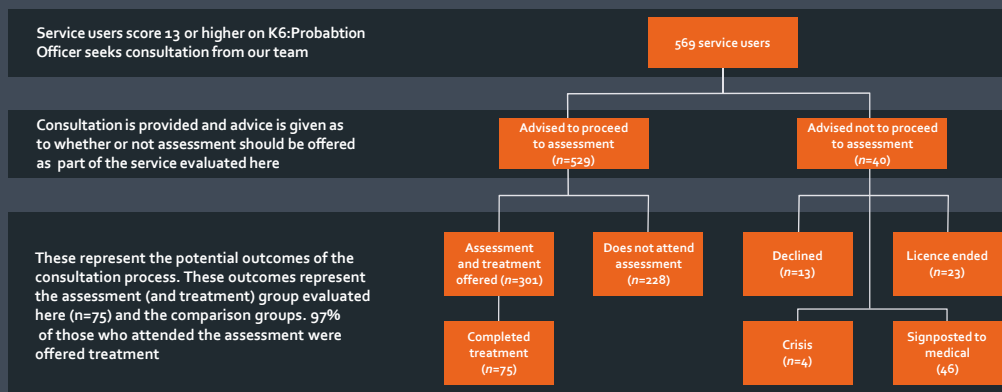 Service users score 13 or higher on K6:Probabtion
Officer seeks consultation from our team
569 service users
Consultation is provided and advice is given as
to whether or not assessment should be offered
as part of the service evaluated here
Advised to proceed
to assessment
(n=529)
Advised not to proceed
to assessment
(n=40)
These represent the potential outcomes of the
consultation process. These outcomes represent
the assessment (and treatment) group evaluated
here (n=75) and the comparison groups. 97%
of those who attended the assessment were
offered treatment
Assessment
and treatment
offered (n=301)
Does not attend
assessment
(n=228)
Declined
(n=13)
Licence ended
(n=23)
Completed
treatment
(n=75)
Crisis
(n=4)
Signposted to
medical
(46)